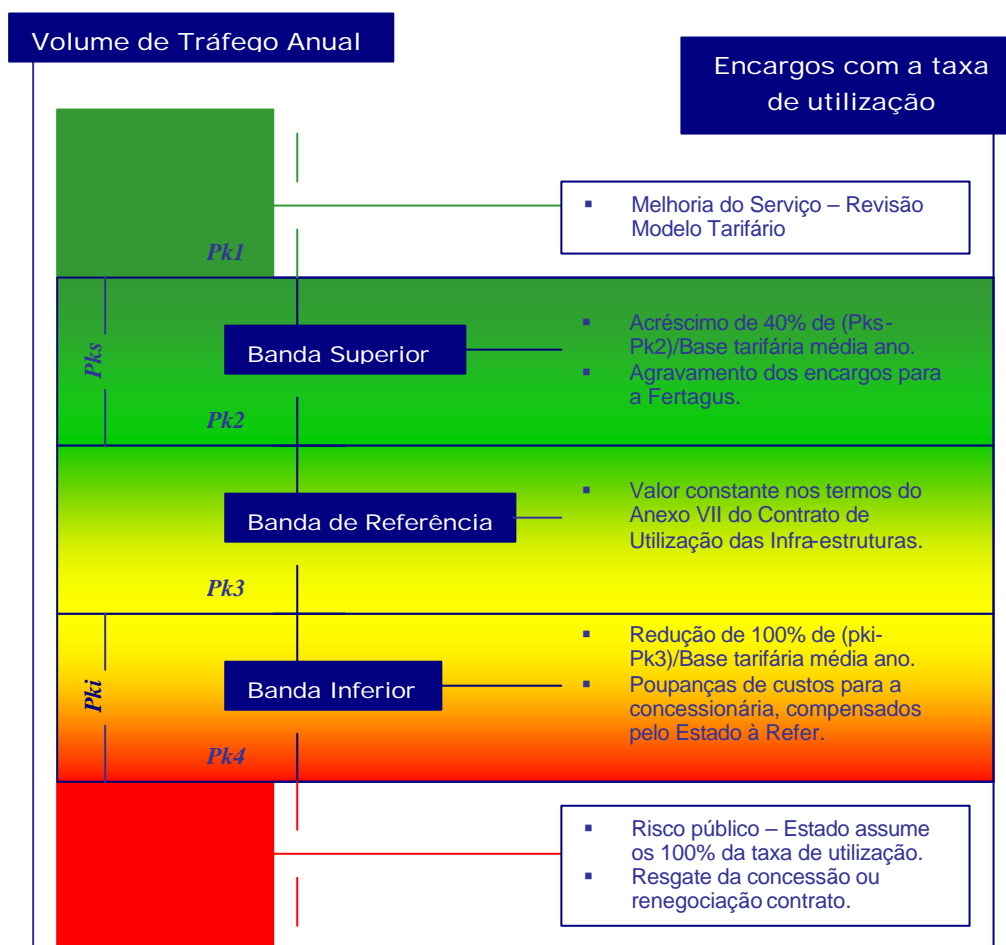 Volume de Tráfego Anual
Encargos com a taxa
de utilização
▪ Melhoria do Serviço – Revisão
Modelo Tarifário
Pk1
Pks
Banda Superior
▪ Acréscimo de 40% de (Pks-
Pk2)/Base tarifária média ano.
▪ Agravamento dos encargos para
a Fertagus.
Pk2
Banda de Referência
▪ Valor constante nos termos do
Anexo VII do Contrato de
Utilização das Infra-estruturas.
Pk3
Pki
Banda Inferior
▪ Redução de 100% de (pki-
Pk3)/Base tarifária média ano.
▪ Poupanças de custos para a
concessionária, compensados
pelo Estado à Refer.
Pk4
▪ Risco público – Estado assume
os 100% da taxa de utilização.
▪ Resgate da concessão ou
renegociação contrato.